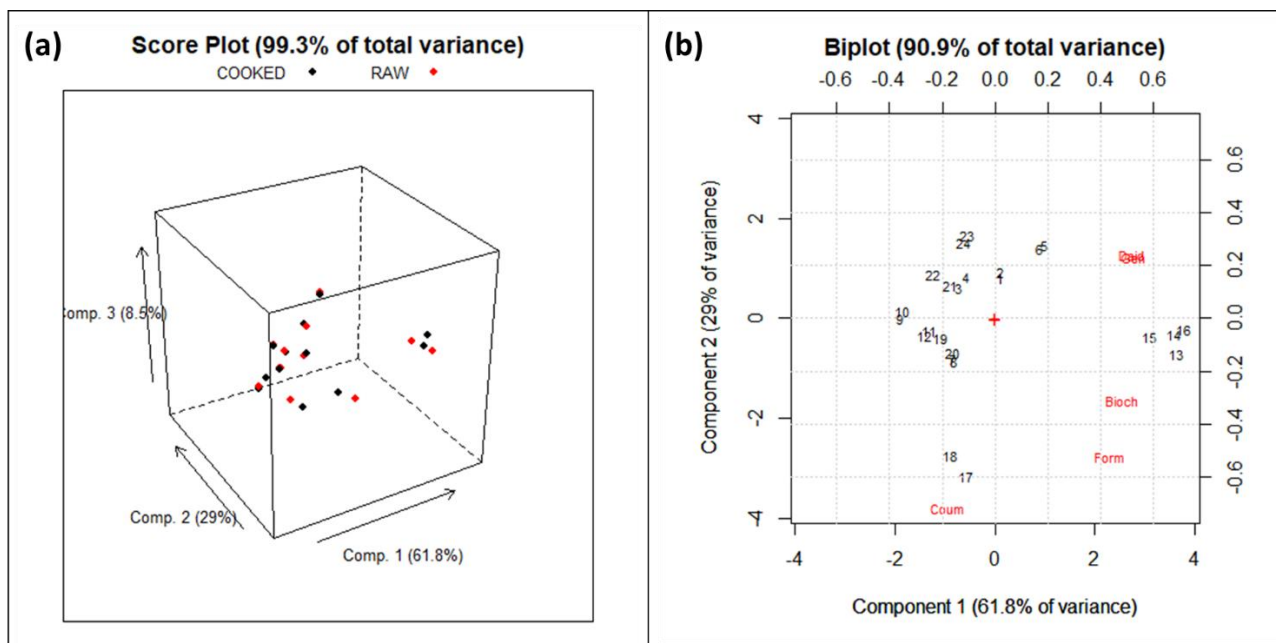 (a)
Score Plot (99.3% of total variance)
COOKED RAW
omp. 3 (8.5%)
Comp. 2 (29%)
Comp. 1 (61.8%)
(b)
Biplot (90.9% of total variance)
-0.6 -0.4 -0.2 0.0 0.2 0.4 0.6
4
2
0
-2
-4
Component 2 (29% of variance)
23
24
22
21
4
3
2
1
5
6
10
9
11
12
19
20
8
15
14
16
13
18
17
Daid
Bioch
Form
Coum
0.6
0.4
0.2
0.0
-0.2
-0.4
-0.6
-4 -2 0 2 4
Component 1 (61.8% of variance)